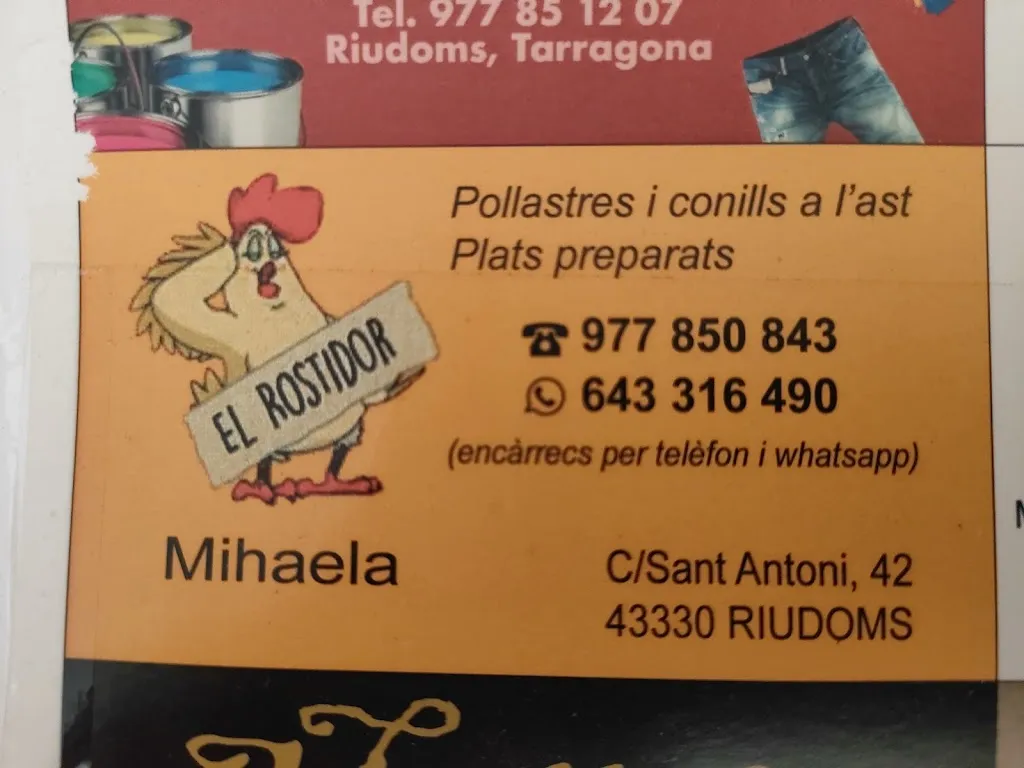 Tel. 977 85 12 07
Riudoms, Tarragona
Pollastres i conills a l'ast
Plats preparats
977 850 843
643 316 490
(encàrrecs per telèfon i whatsapp)
EL ROSTIDOR
Mihaela
C/Sant Antoni, 42
43330 RIUDOMS